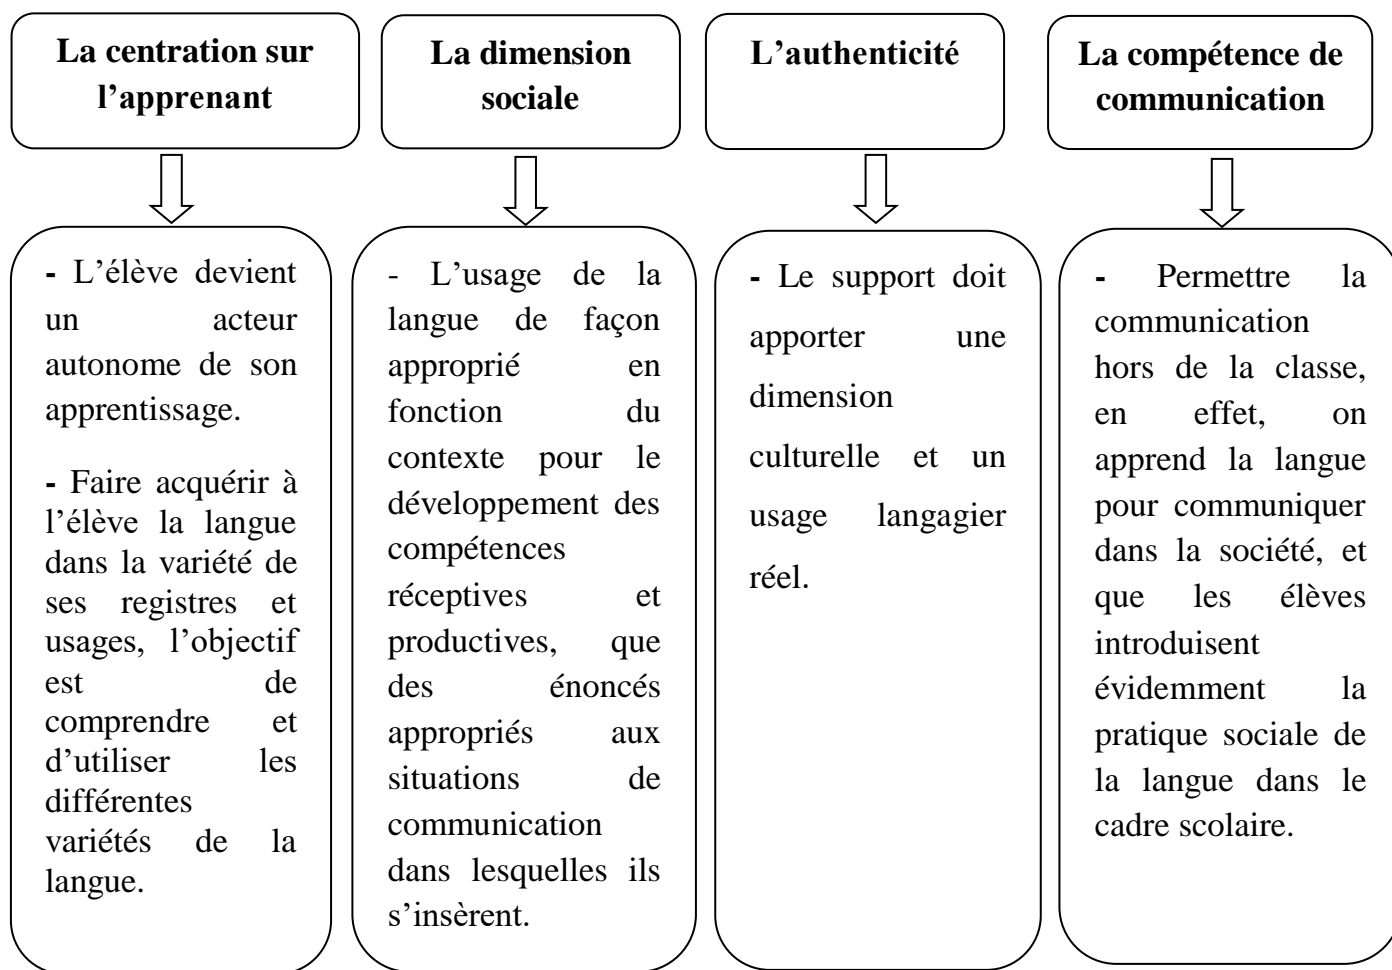 La centration sur
l’apprenant
La dimension
sociale
L’authenticité
La compétence de
communication
- L’élève devient
un acteur
autonome de son
apprentissage.
- Faire acquérir à
l’élève la langue
dans la variété de
ses registres et
usages, l’objectif
est de
comprendre et
d’utiliser les
différentes
variétés de la
langue.
- L’usage de la
langue de façon
approprié en
fonction du
contexte pour le
développement des
compétences
réceptives et
productives, que
des énoncés
appropriés aux
situations de
communication
dans lesquelles ils
s’insèrent.
- Le support doit
apporter une
dimension
culturelle et un
usage langagier
réel.
- Permettre la
communication
hors de la classe,
en effet, on
apprend la langue
pour communiquer
dans la société, et
que les élèves
introduisent
évidemment la
pratique sociale de
la langue dans le
cadre scolaire.